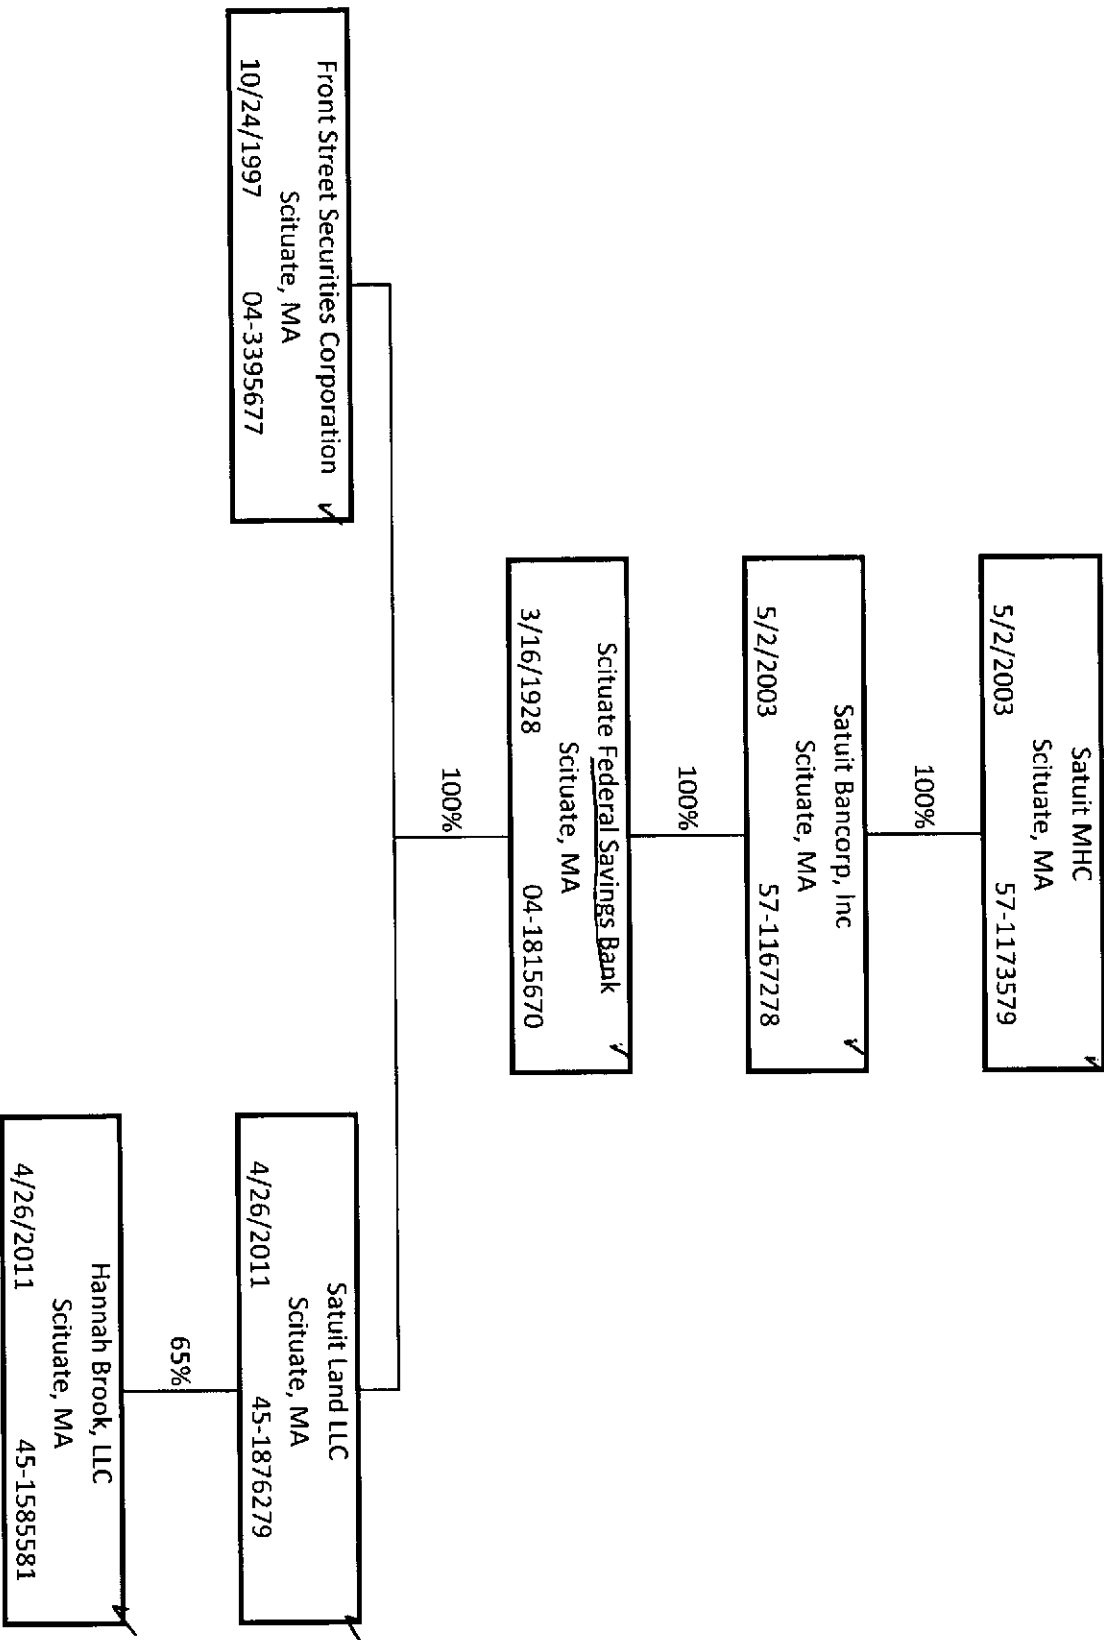 Satuit MHC
Scituate, MA
5/2/2003 57-1173579
100%
Satuit Bancorp, Inc
Scituate, MA
5/2/2003 57-1167278
100%
Scituate Federal Savings Bank
Scituate, MA
3/16/1928 04-1815670
100%
Front Street Securities Corporation
Scituate, MA
10/24/1997 04-3395677
Satuit Land LLC
Scituate, MA
4/26/2011 45-1876279
65%
Hannah Brook, LLC
Scituate, MA
4/26/2011 45-1585581